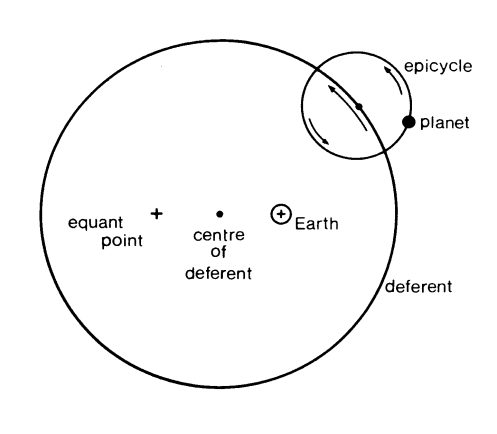 epicycle
planet
equant
point
centre
of
deferent
Earth
deferent